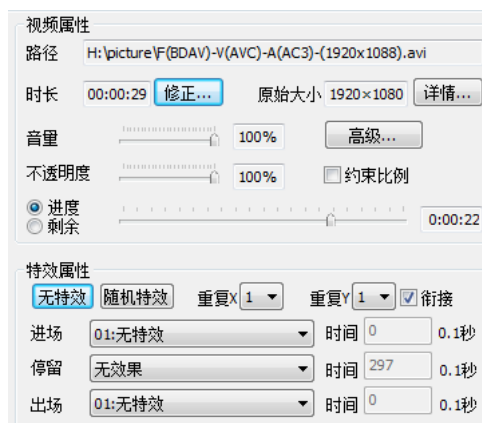 视频属性
路径 H:\picture\F(BDAV)-V(AVC)-A(AC3)-(1920x1088).avi
时长 00:00:29 修正... 原始大小 1920×1080 详情...
音量 100% 高级...
不透明度 100% 约束比例
进度 0:00:22
剩余
特效属性
无特效 随机特效 重复X 1 重复Y 1 衔接
进场 01:无特效 时间 0 0.1秒
停留 无效果 时间 297 0.1秒
出场 01:无特效 时间 0 0.1秒